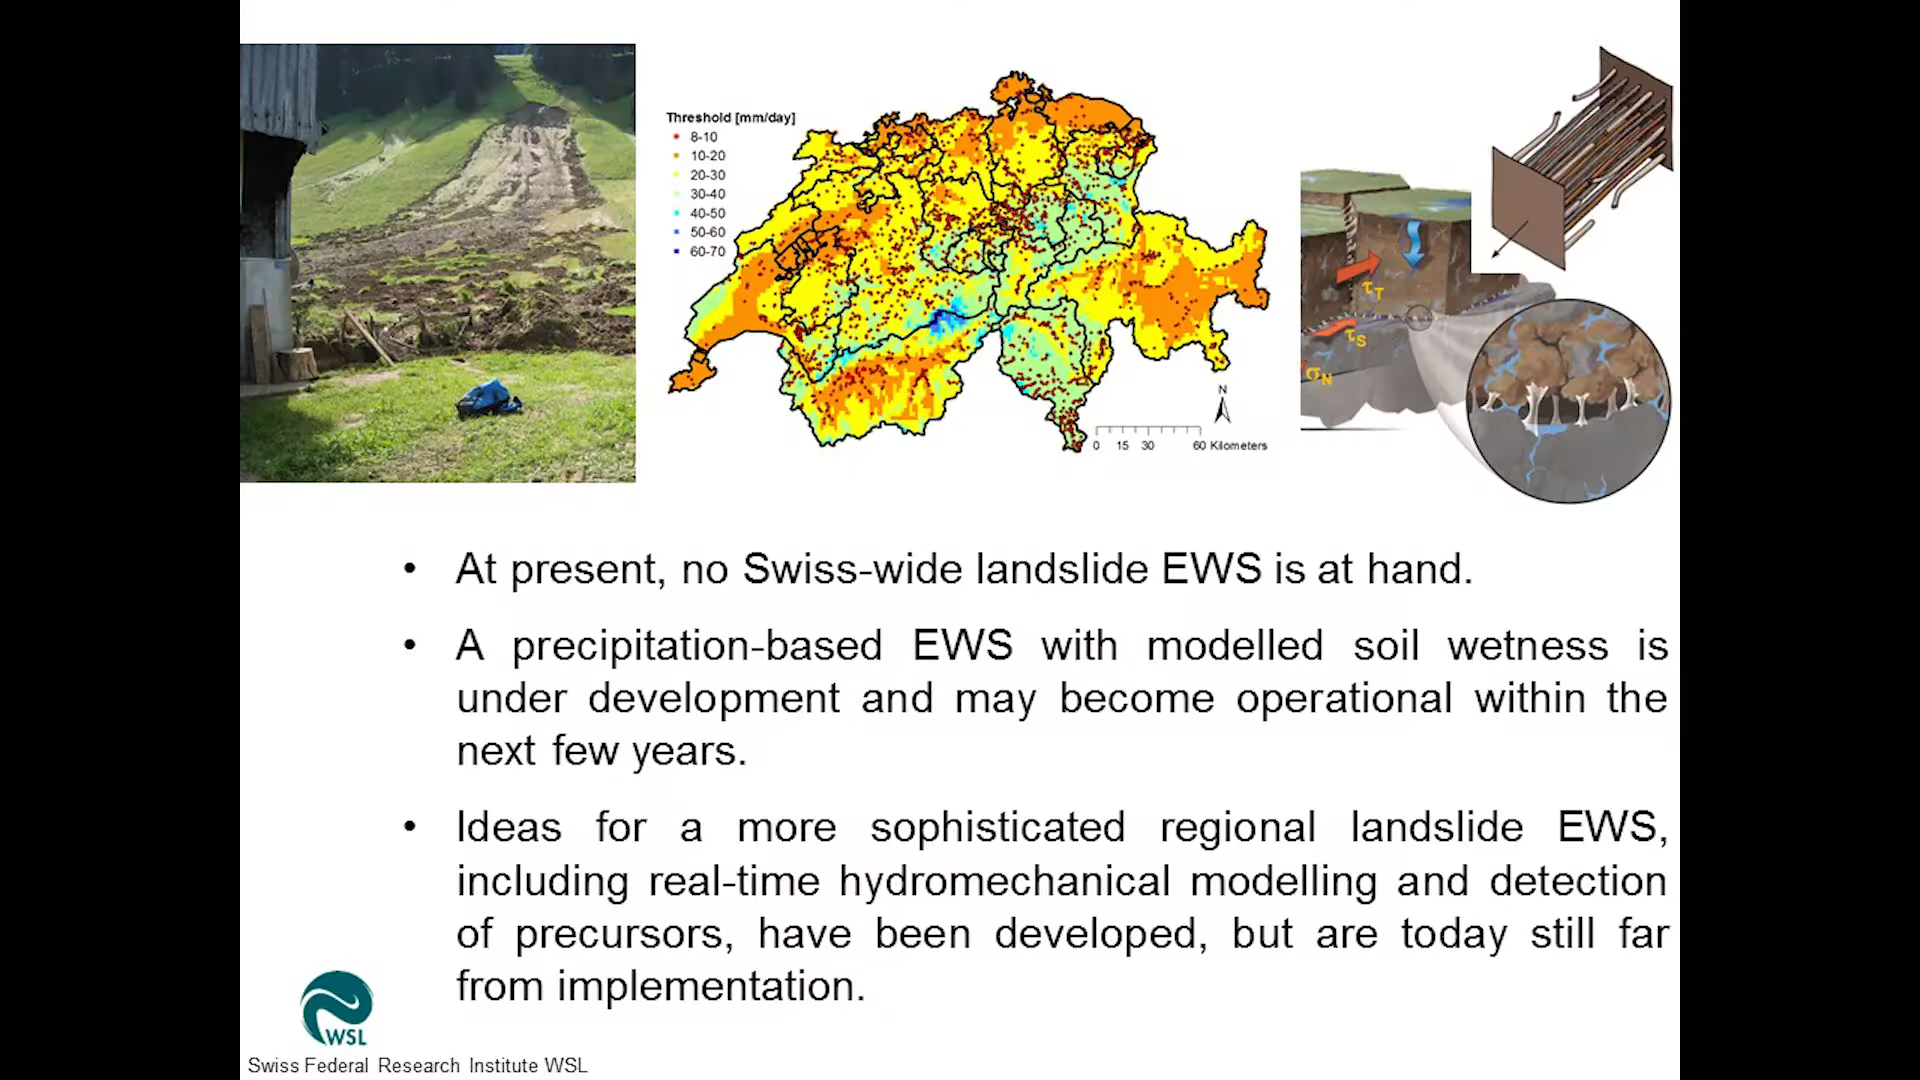 Threshold [mm/day]
8-10
10-20
20-30
30-40
40-50
50-60
60-70
N
0 15 30 60 Kilometers
τT
τS
σN
• At present, no Swiss-wide landslide EWS is at hand.
• A precipitation-based EWS with modelled soil wetness is
under development and may become operational within the
next few years.
• Ideas for a more sophisticated regional landslide EWS,
including real-time hydromechanical modelling and detection
of precursors, have been developed, but are today still far
from implementation.
WSL
Swiss Federal Research Institute WSL